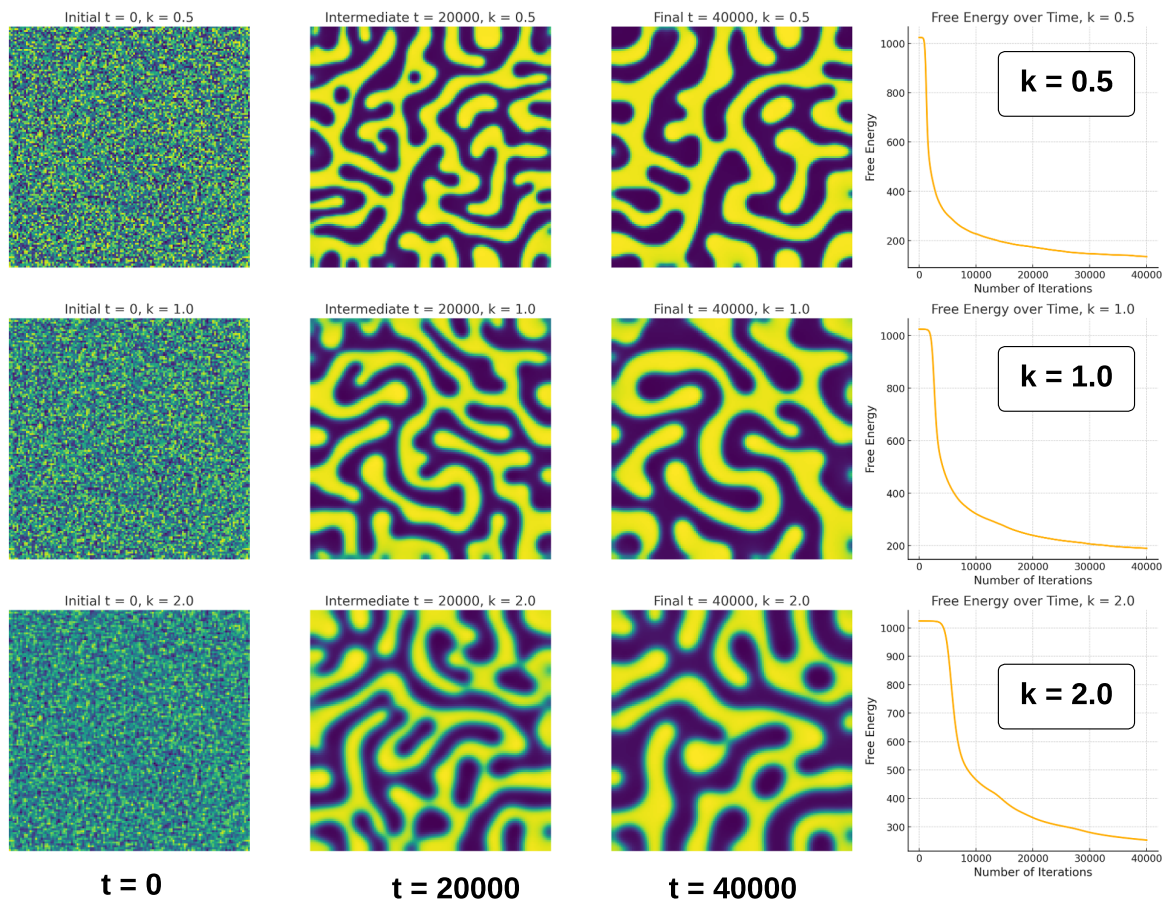 Initial t = 0, k = 0.5
Intermediate t = 20000, k = 0.5
Final t = 40000, k = 0.5
Free Energy over Time, k = 0.5
k = 0.5
1000
800
600
400
200
Free Energy
0
10000
20000
30000
40000
Number of Iterations
Initial t = 0, k = 1.0
Intermediate t = 20000, k = 1.0
Final t = 40000, k = 1.0
Free Energy over Time, k = 1.0
k = 1.0
1000
800
600
400
200
Free Energy
0
10000
20000
30000
40000
Number of Iterations
Initial t = 0, k = 2.0
Intermediate t = 20000, k = 2.0
Final t = 40000, k = 2.0
Free Energy over Time, k = 2.0
k = 2.0
1000
900
800
700
600
500
400
300
Free Energy
0
10000
20000
30000
40000
Number of Iterations
t = 0
t = 20000
t = 40000